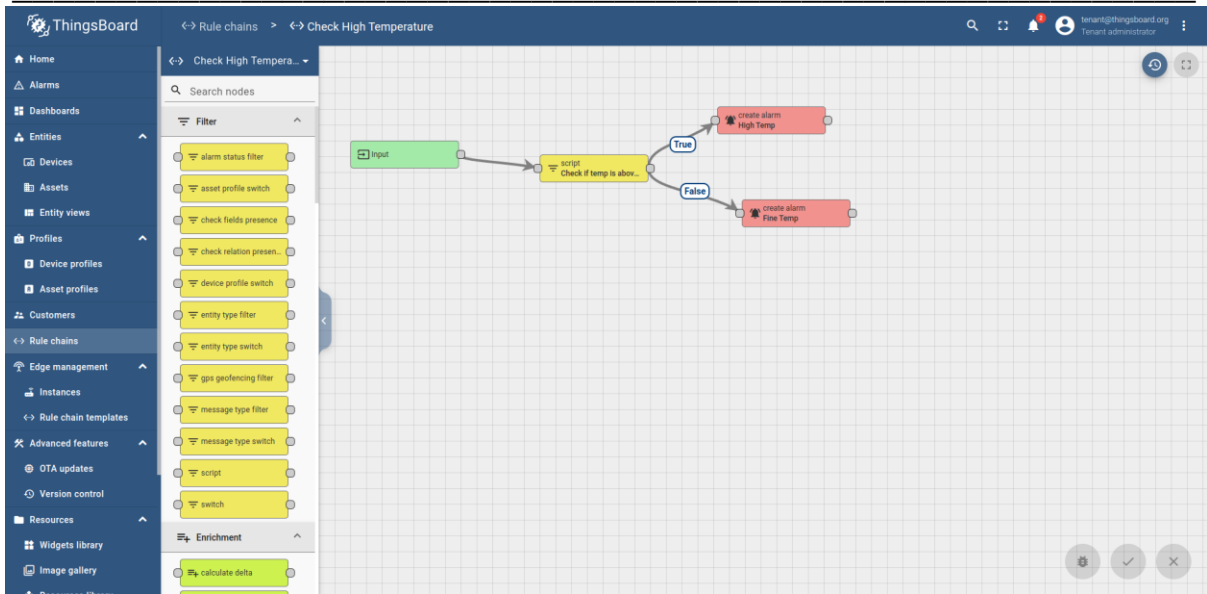 ThingsBoard
Rule chains > Check High Temperature
tenant@thingsboard.org
Tenant administrator
Home
Alarms
Dashboards
Entities
Devices
Assets
Entity views
Profiles
Device profiles
Asset profiles
Customers
Rule chains
Edge management
Instances
Rule chain templates
Advanced features
OTA updates
Version control
Resources
Widgets library
Image gallery
Check High Tempera...
Search nodes
Filter
alarm status filter
asset profile switch
check fields presence
check relation presen...
device profile switch
entity type filter
entity type switch
gps geofencing filter
message type filter
message type switch
script
switch
Enrichment
calculate delta
Input
script
Check if temp is abov...
True
False
create alarm
High Temp
create alarm
Fine Temp